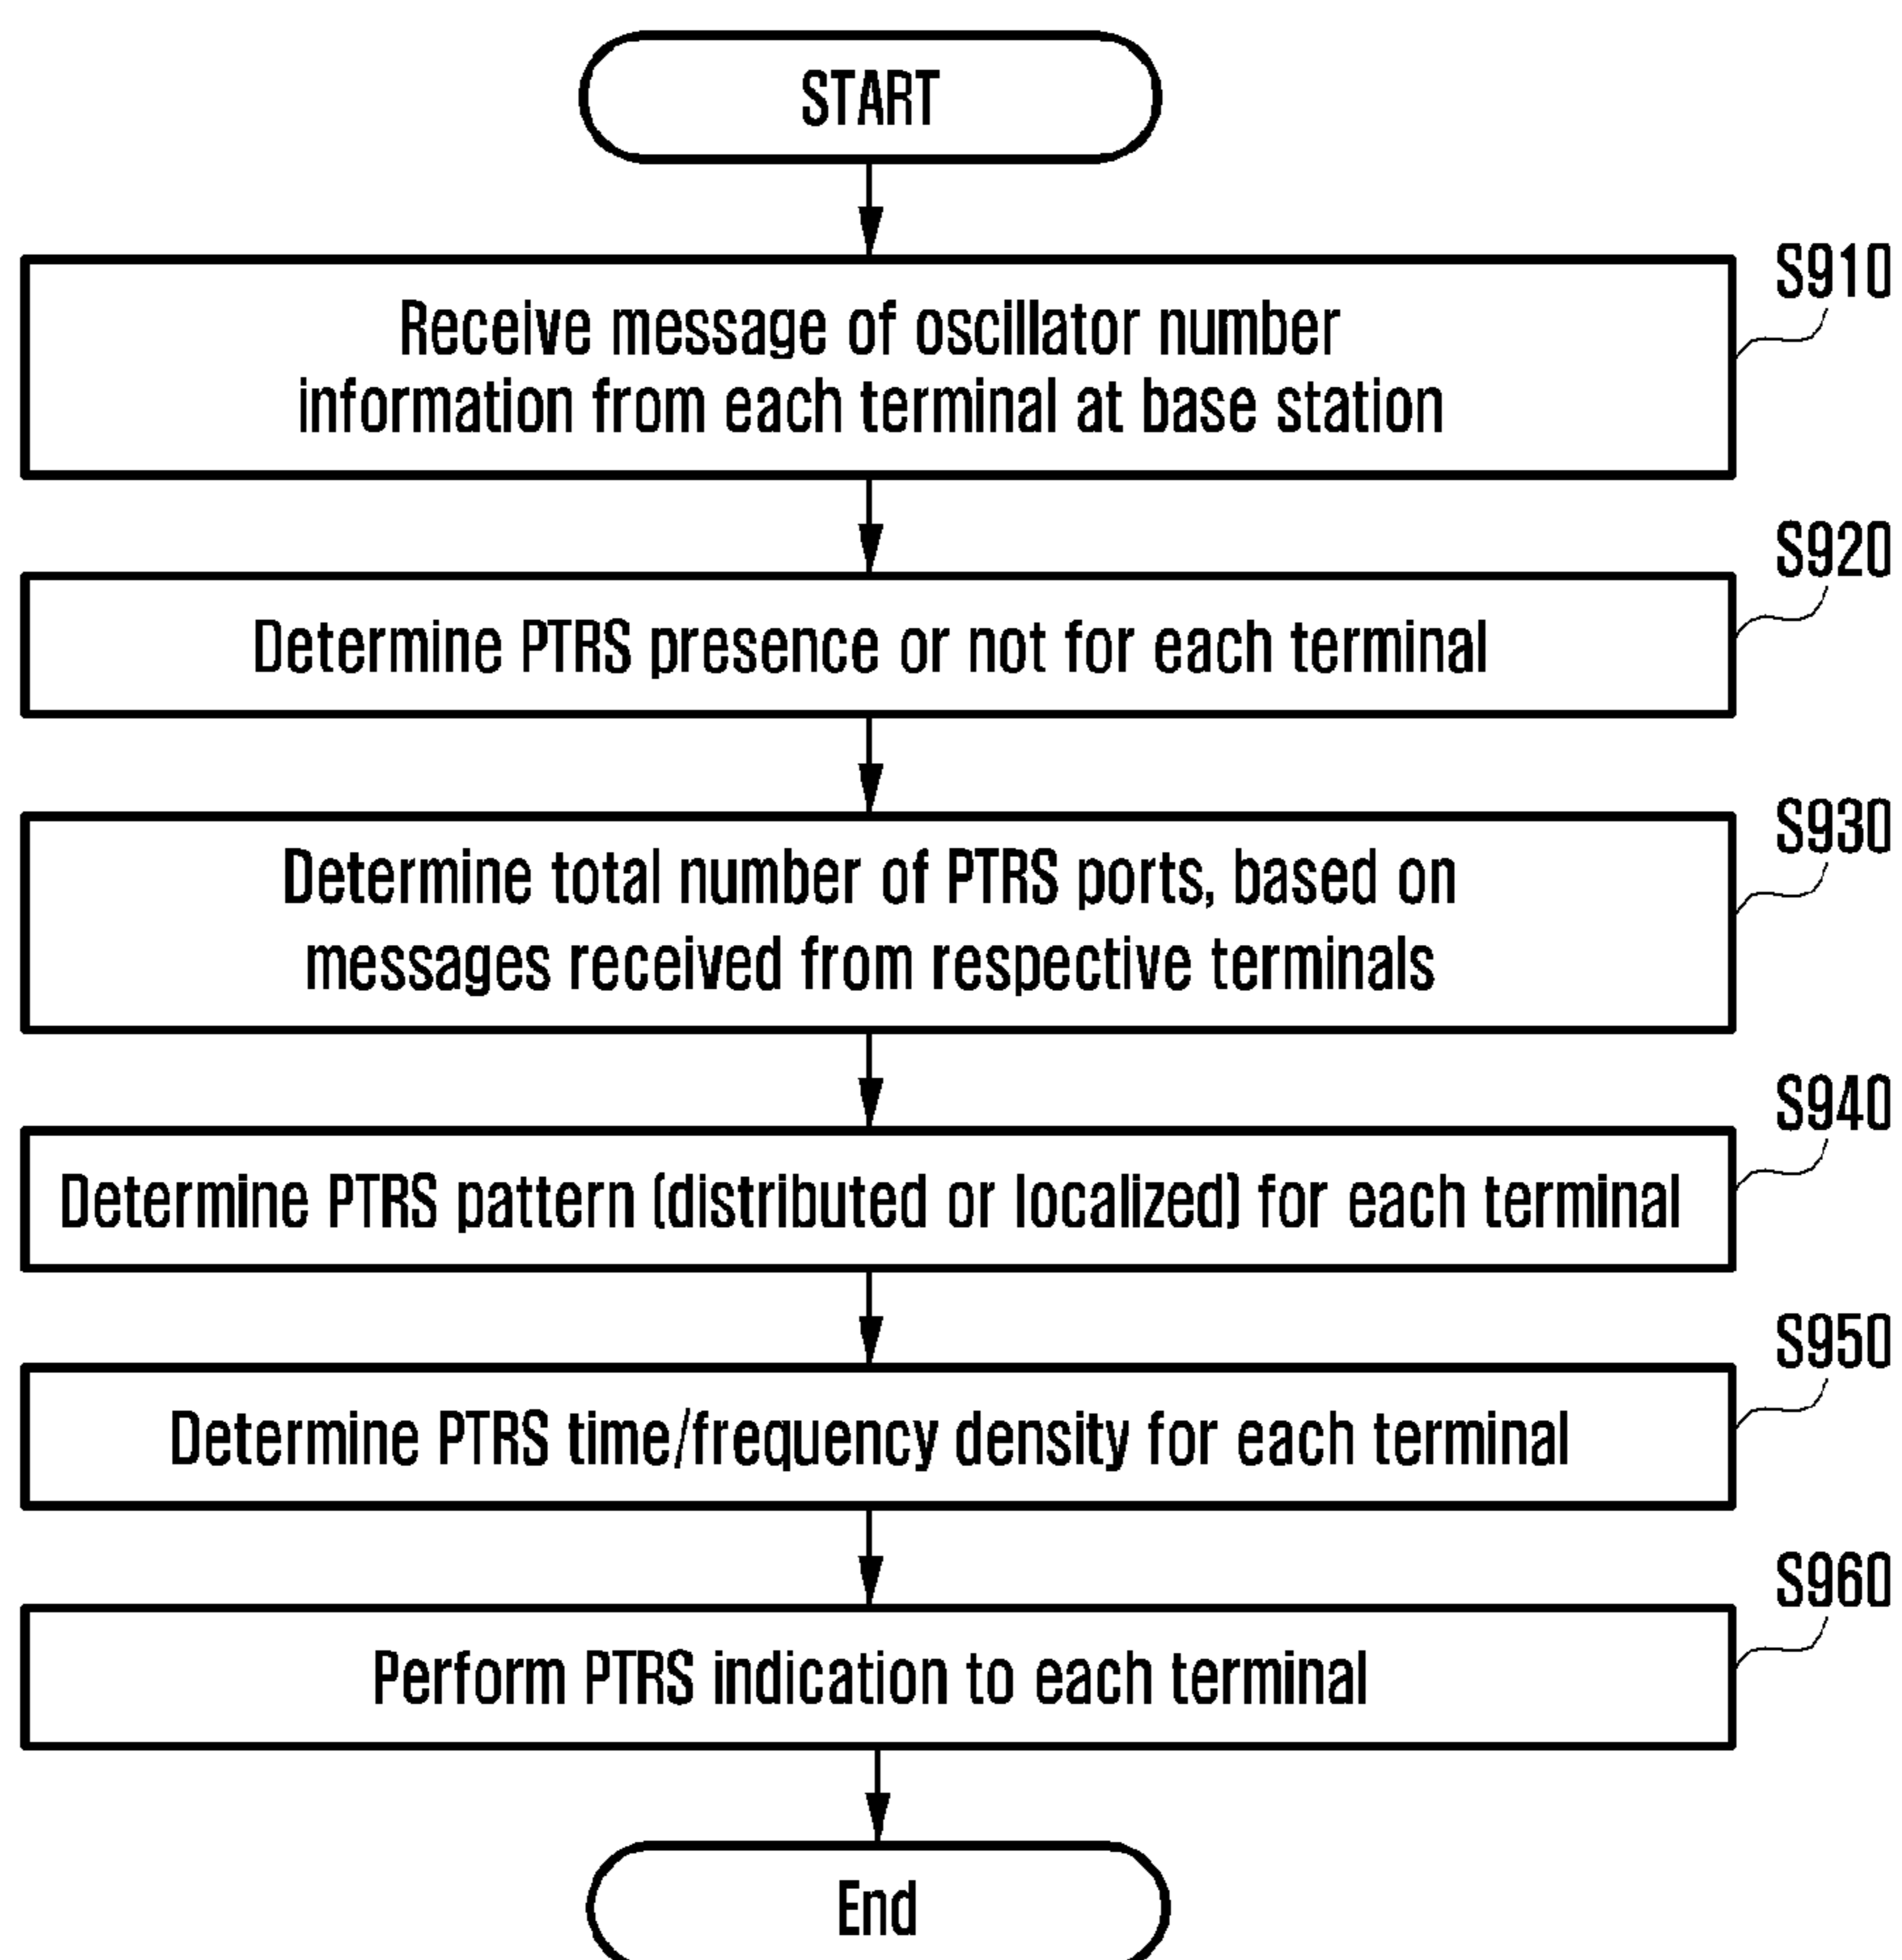 START
S910
Receive message of oscillator number
information from each terminal at base station
S920
Determine PTRS presence or not for each terminal
S930
Determine total number of PTRS ports, based on
messages received from respective terminals
S940
Determine PTRS pattern (distributed or localized) for each terminal
S950
Determine PTRS time/frequency density for each terminal
S960
Perform PTRS indication to each terminal
End